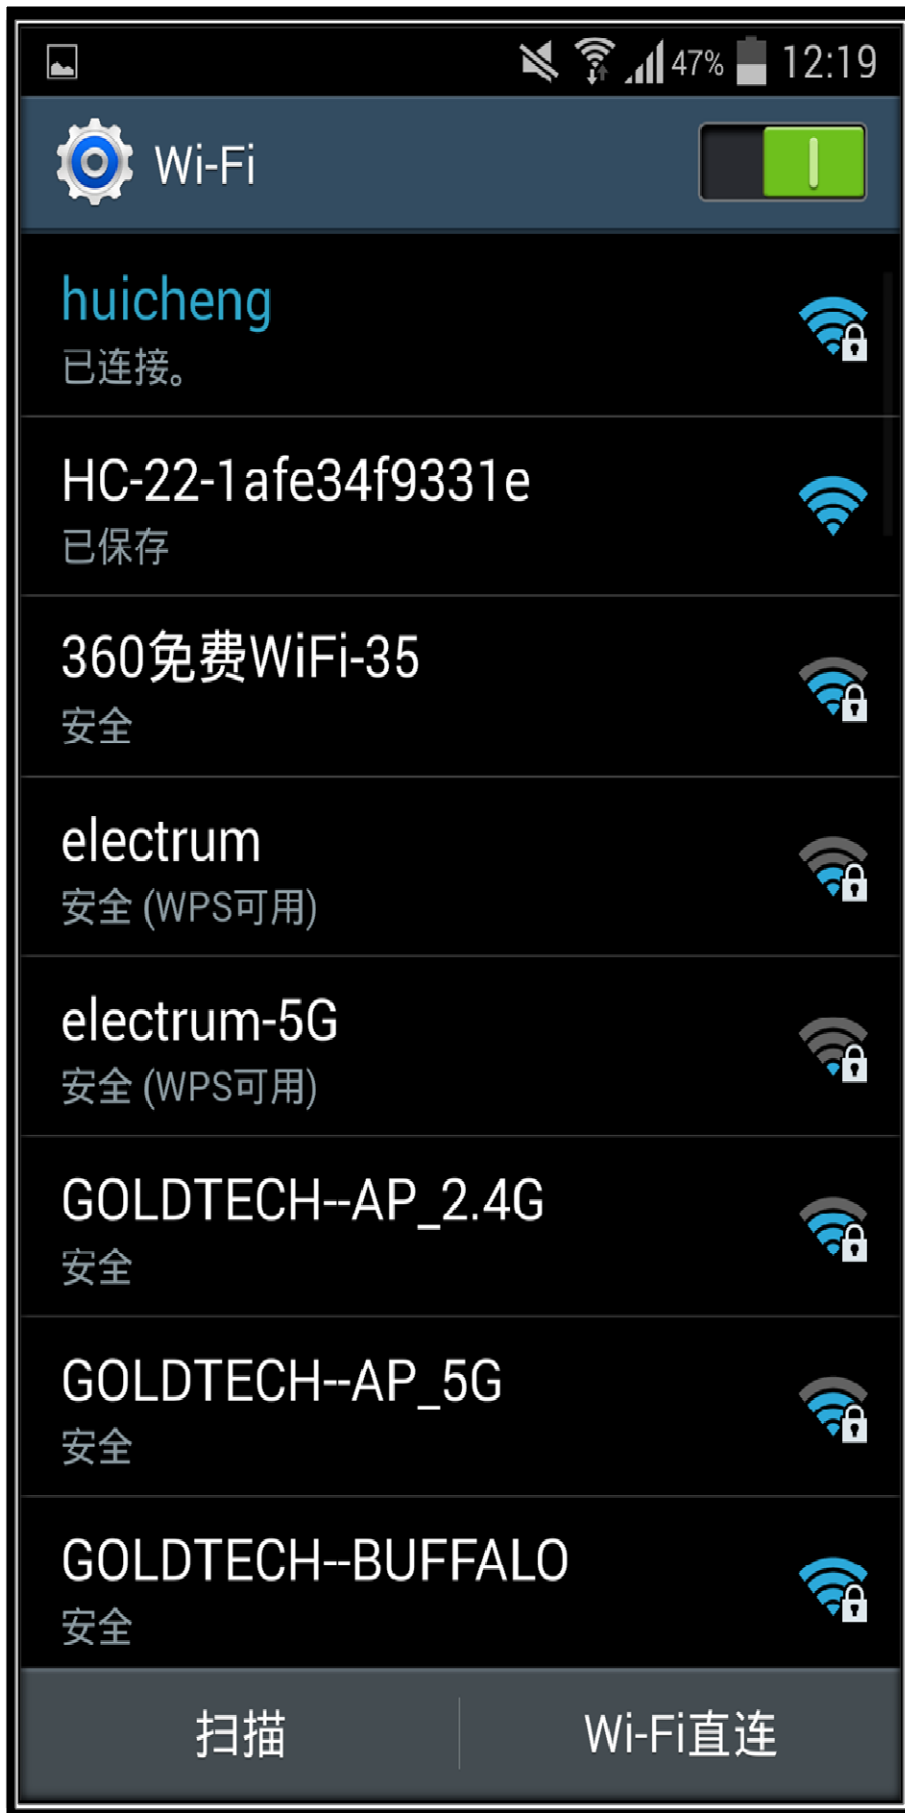 47% 12:19
Wi-Fi
huicheng
已连接。
HC-22-1afe34f9331e
已保存
360免费WiFi-35
安全
electrum
安全 (WPS可用)
electrum-5G
安全 (WPS可用)
GOLDTECH--AP_2.4G
安全
GOLDTECH--AP_5G
安全
GOLDTECH--BUFFALO
安全
扫描 Wi-Fi直连